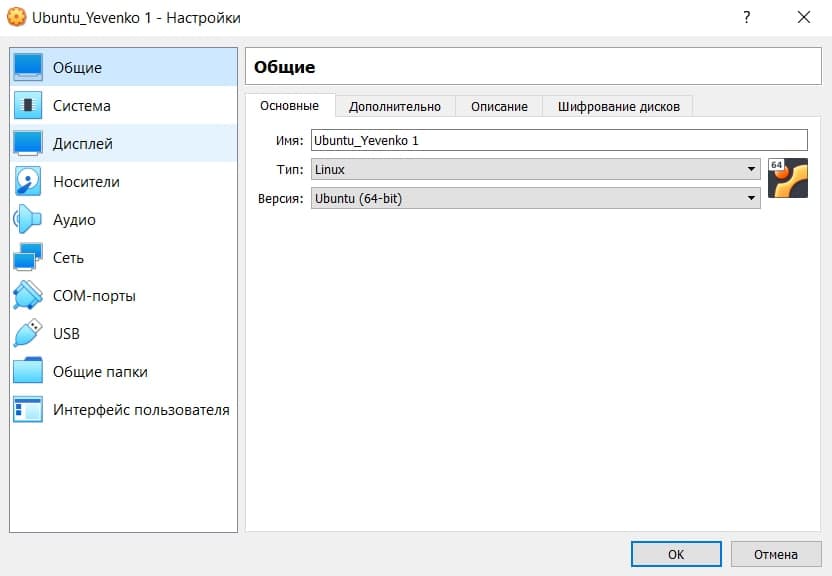 Ubuntu_Yevenko 1 - Настройки ?
Общие
Система
Дисплей
Носители
Аудио
Сеть
COM-порты
USB
Общие папки
Интерфейс пользователя
Общие
Основные Дополнительно Описание Шифрование дисков
Имя: Ubuntu_Yevenko 1
Тип: Linux
Версия: Ubuntu (64-bit)
64
OK Отмена